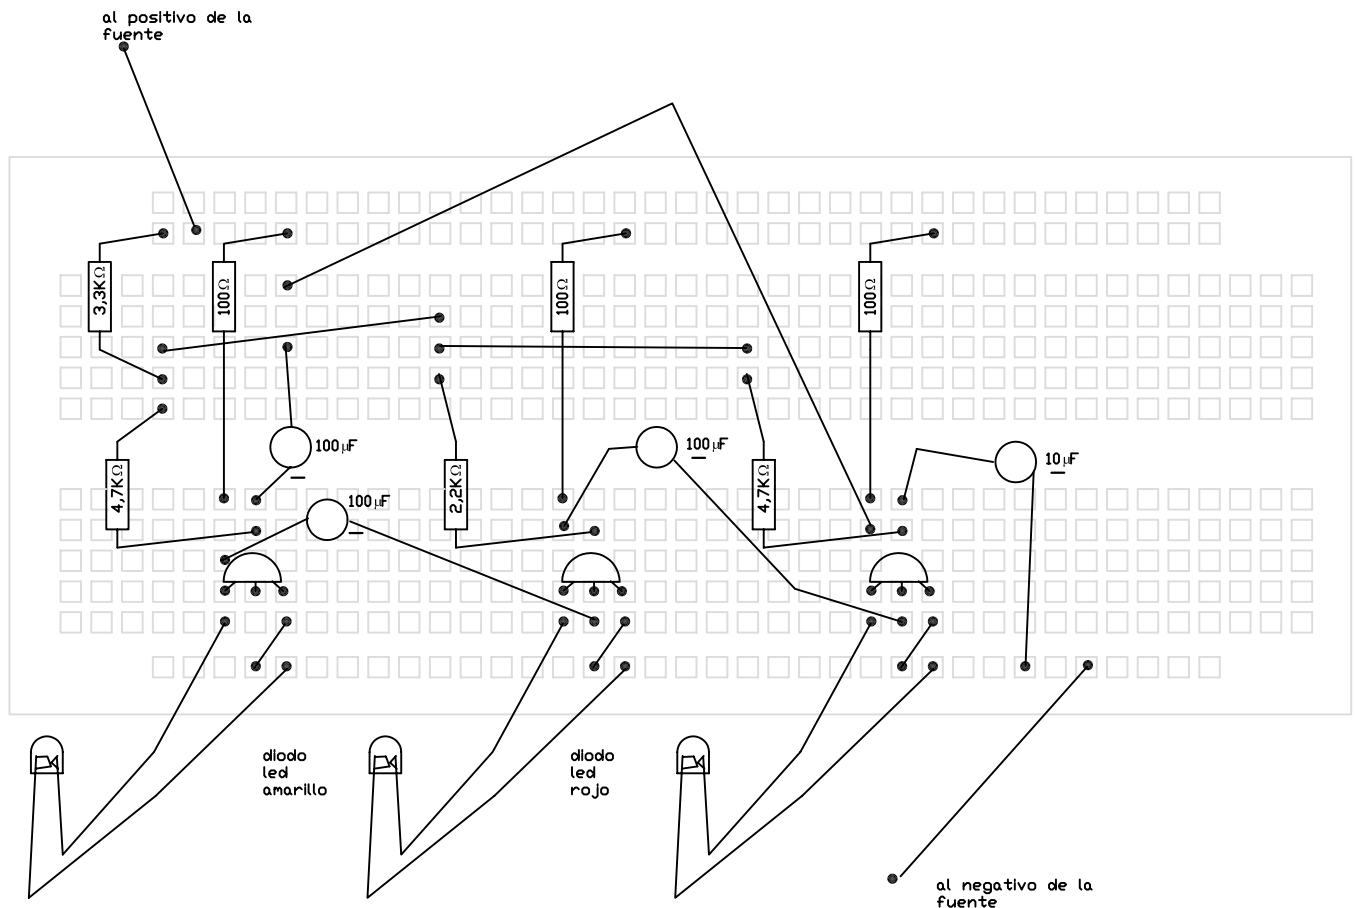 al positivo de la
fuente
3,3KΩ
100Ω
100Ω
100Ω
100µF
100µF
10µF
4,7KΩ
2,2KΩ
4,7KΩ
100µF
diodo
led
amarillo
diodo
led
rojo
al negativo de la
fuente